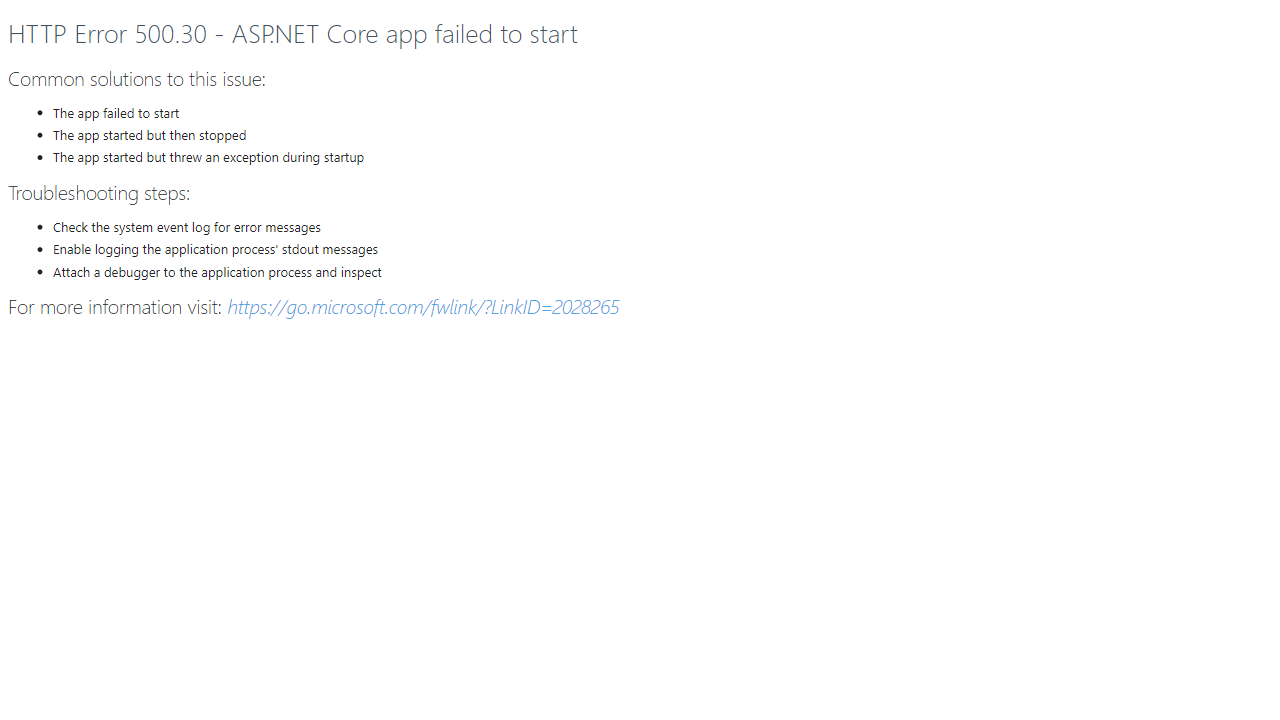 HTTP Error 500.30 - ASP.NET Core app failed to start
Common solutions to this issue:
The app failed to start
The app started but then stopped
The app started but threw an exception during startup
Troubleshooting steps:
Check the system event log for error messages
Enable logging the application process' stdout messages
Attach a debugger to the application process and inspect
For more information visit: https://go.microsoft.com/fwlink/?LinkID=2028265